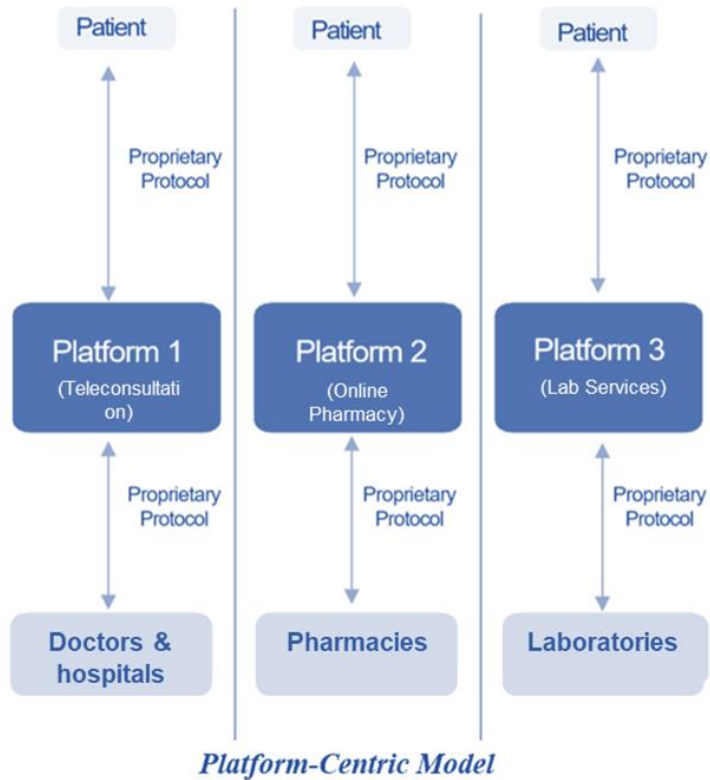 Patient
Patient
Patient
Proprietary
Protocol
Proprietary
Protocol
Proprietary
Protocol
Platform 1
(Teleconsultati
on)
Platform 2
(Online
Pharmacy)
Platform 3
(Lab Services)
Proprietary
Protocol
Proprietary
Protocol
Proprietary
Protocol
Doctors &
hospitals
Pharmacies
Laboratories
Platform-Centric Model